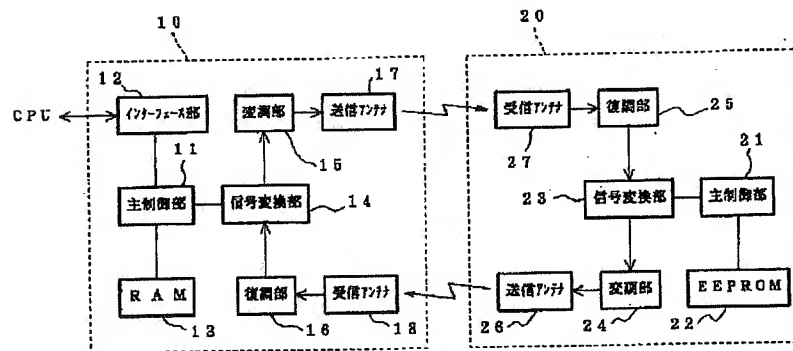 10
20
12
17
CPU
インターフェース部
変調部
送信アンテナ
受信アンテナ
復調部
25
15
27
11
21
主制御部
信号変換部
14
23
信号変換部
主制御部
RAM
復調部
受信アンテナ
送信アンテナ
変調部
EEPROM
13
16
18
26
24
22